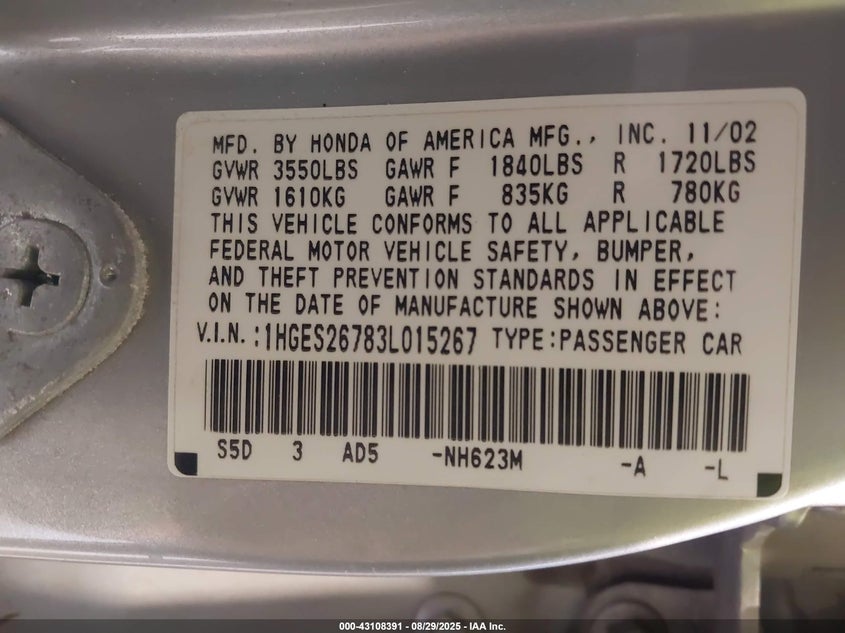 MFD. BY HONDA OF AMERICA MFG., INC. 11/02
GVWR 3550LBS GAWR F 1840LBS R 1720LBS
GVWR 1610KG GAWR F 835KG R 780KG
THIS VEHICLE CONFORMS TO ALL APPLICABLE
FEDERAL MOTOR VEHICLE SAFETY, BUMPER,
AND THEFT PREVENTION STANDARDS IN EFFECT
ON THE DATE OF MANUFACTURE SHOWN ABOVE:
V.I.N.:1HGES26783L015267 TYPE:PASSENGER CAR
S5D 3 AD5 -NH623M -A -L
000-43108391 - 08/29/2025 - IAA Inc.